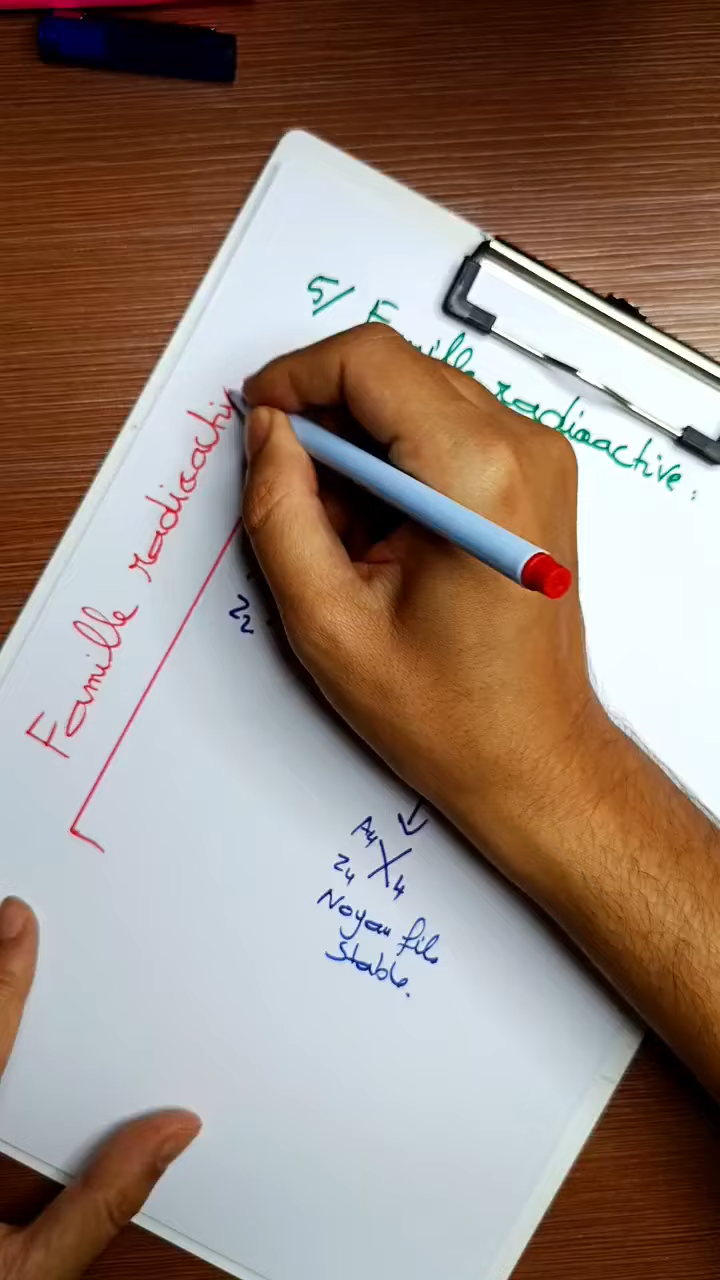 5/ Famille radioactive :
Famille radioactiv
Z2
A4
X4
Z4
Noyau fils
stable.